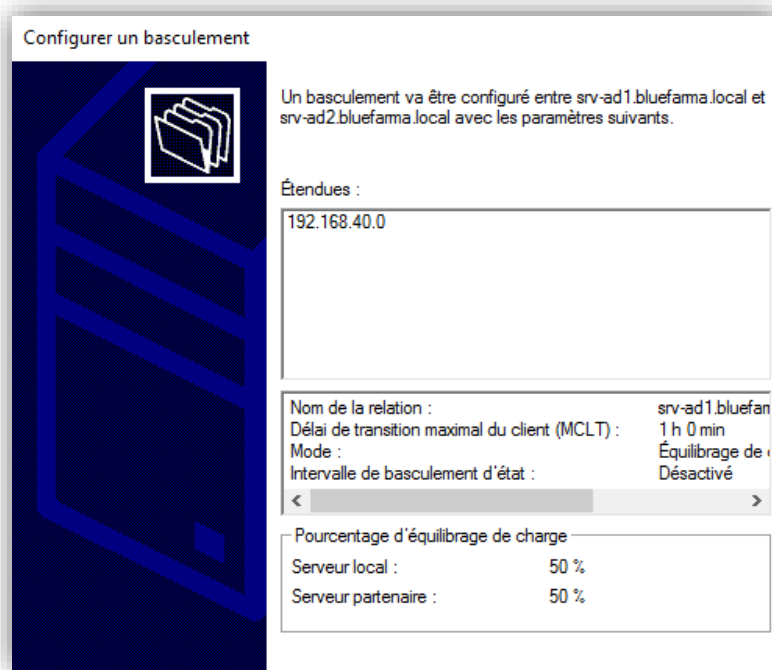 Configurer un basculement
Un basculement va être configuré entre srv-ad1.bluefarma.local et
srv-ad2.bluefarma.local avec les paramètres suivants.
Étendues :
192.168.40.0
Nom de la relation : srv-ad1.bluefar
Délai de transition maximal du client (MCLT) : 1 h 0 min
Mode : Équilibrage de
Intervalle de basculement d'état : Désactivé
Pourcentage d'équilibrage de charge
Serveur local : 50 %
Serveur partenaire : 50 %